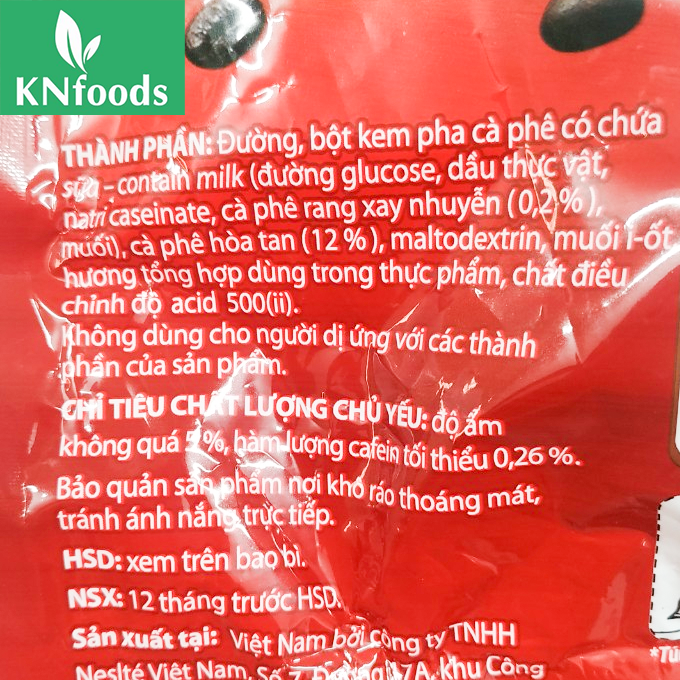 KNfoods
THÀNH PHẦN: Đường, bột kem pha cà phê có chứa
sữa - contain milk (đường glucose, dầu thực vật,
natri caseinate, cà phê rang xay nhuyễn (0,2%),
muối), cà phê hòa tan (12 %), maltodextrin, muối i-ốt,
hương tổng hợp dùng trong thực phẩm, chất điều
chỉnh độ acid 500(ii).
Không dùng cho người dị ứng với các thành
phần của sản phẩm.
CHỈ TIÊU CHẤT LƯỢNG CHỦ YẾU: độ ẩm
không quá 5 %, hàm lượng cafein tối thiểu 0,26 %.
Bảo quản sản phẩm nơi khô ráo thoáng mát,
tránh ánh nắng trực tiếp.
HSD: xem trên bao bì.
NSX: 12 tháng trước HSD.
Sản xuất tại: Việt Nam bởi công ty TNHH
Neslté Việt Nam, Số 7, Đường 17A, Khu Công